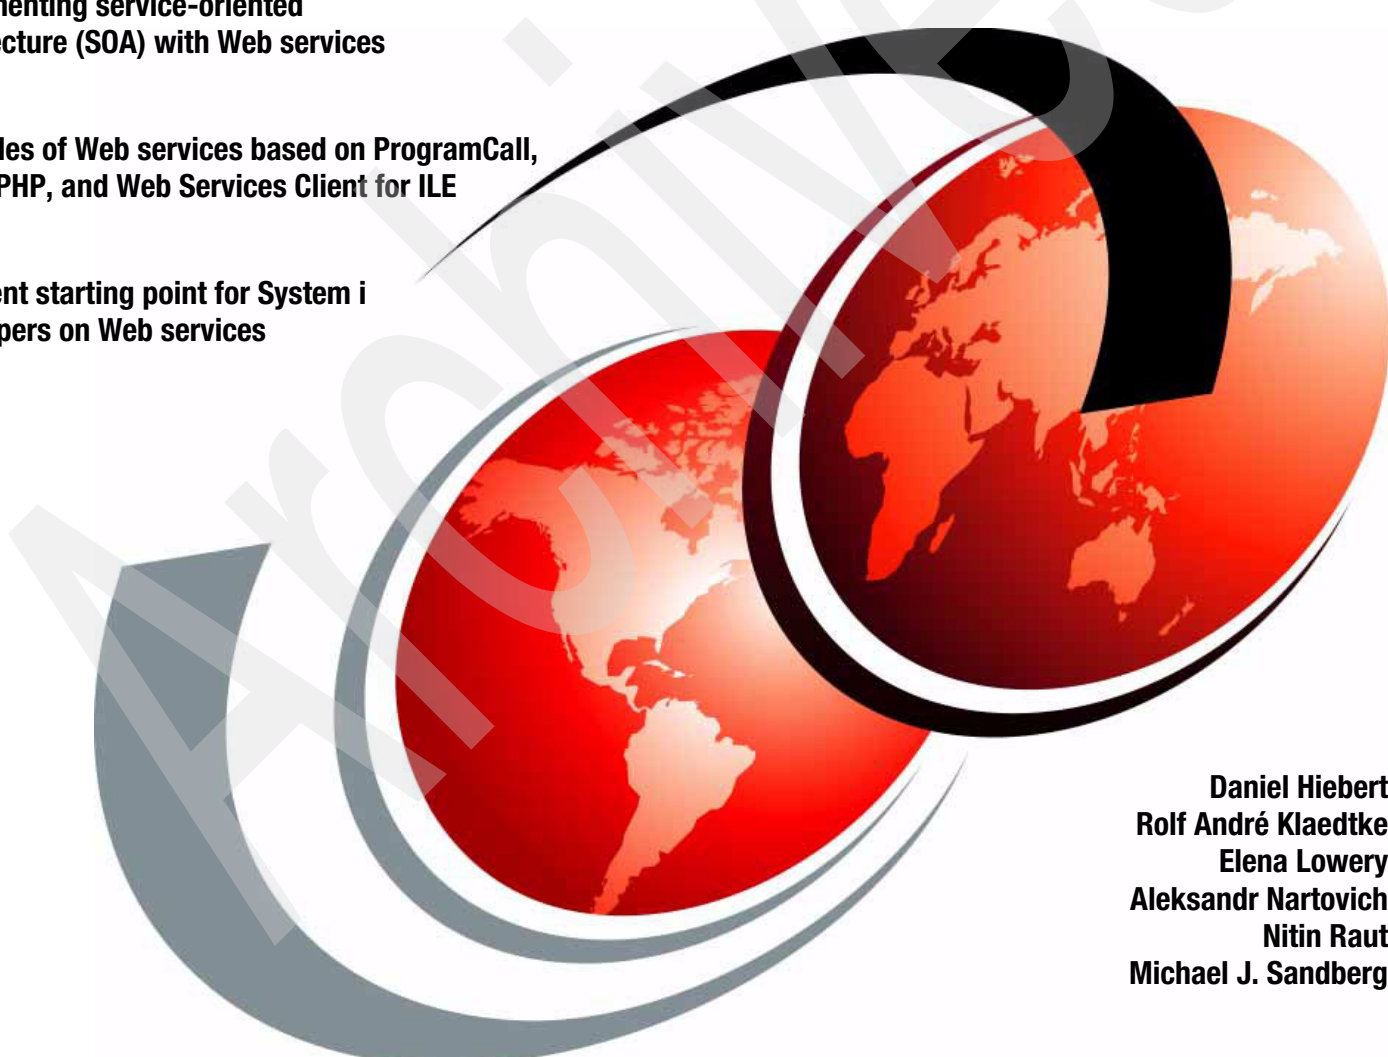 menting service-oriented
ecture (SOA) with Web services
les of Web services based on ProgramCall,
PHP, and Web Services Client for ILE
ent starting point for System i
pers on Web services
Daniel Hiebert
Rolf André Klaedtke
Elena Lowery
Aleksandr Nartovich
Nitin Raut
Michael J. Sandberg
Archive